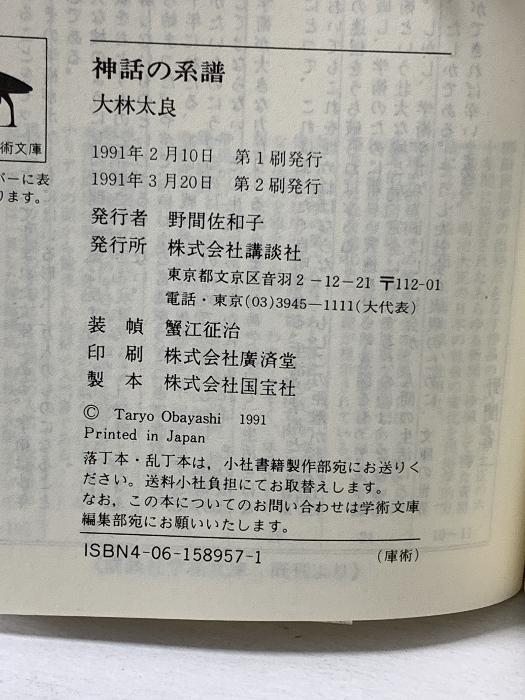 神話の系譜
大林太良
1991年2月10日　第1刷発行
1991年3月20日　第2刷発行
発行者　野間佐和子
発行所　株式会社講談社
東京都文京区音羽2-12-21 〒112-01
電話・東京(03)3945―1111(大代表)
装　幀　蟹江征治
印　刷　株式会社廣済堂
製　本　株式会社国宝社
© Taryo Obayashi 1991
Printed in Japan
落丁本・乱丁本は，小社書籍製作部宛にお送りく
ださい。送料小社負担にてお取替えします。
なお，この本についてのお問い合わせは学術文庫
編集部宛にお願いいたします。
ISBN4-06-158957-1　（庫術）
術文庫
バーに表
ります。